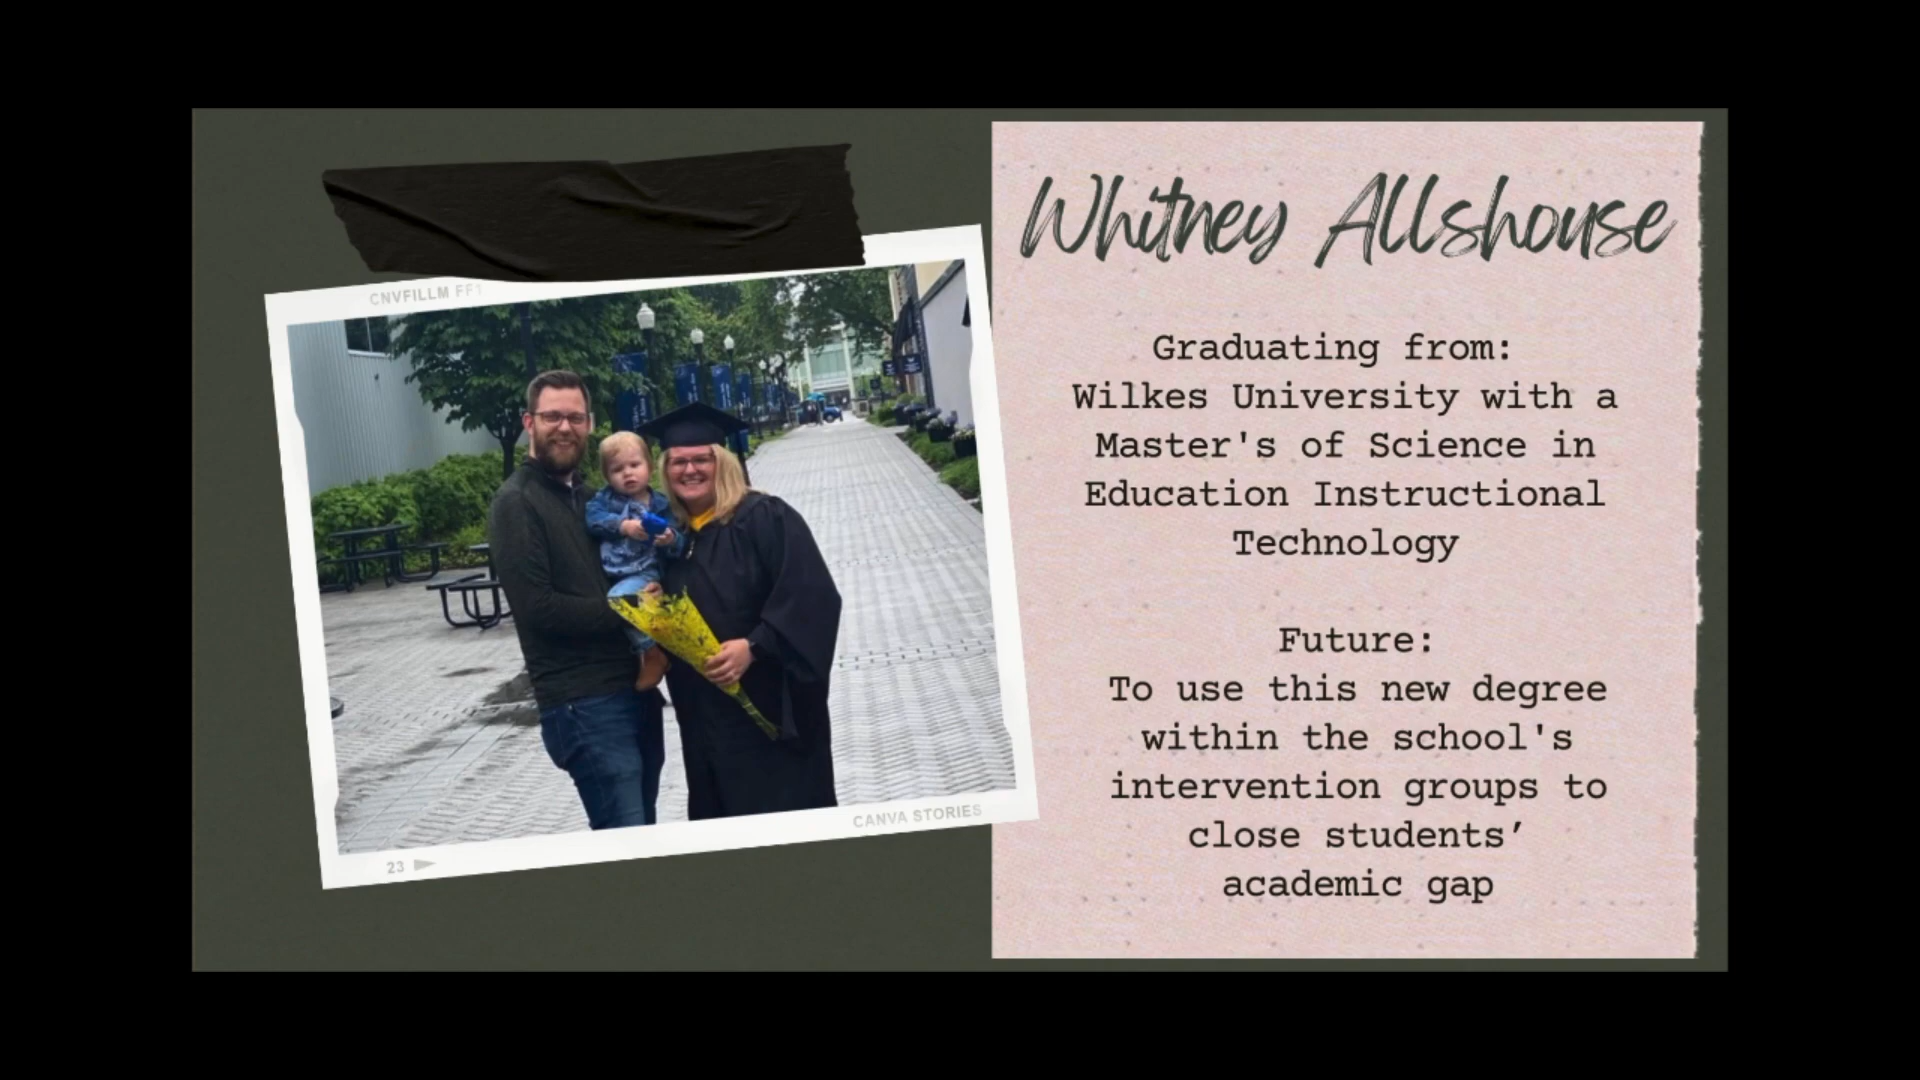 CNVFILLM FF1
CANVA STORIES
23
Whitney Allshouse
Graduating from:
Wilkes University with a
Master's of Science in
Education Instructional
Technology
Future:
To use this new degree
within the school's
intervention groups to
close students’
academic gap